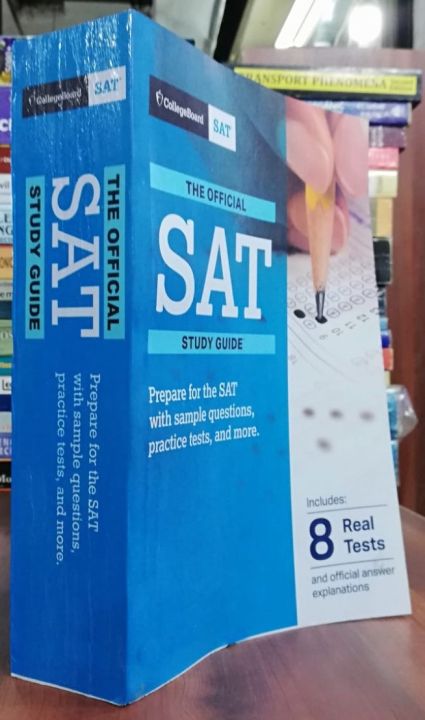 CollegeBoard SAT
THE OFFICIAL
SAT
STUDY GUIDE
Prepare for the SAT
with sample questions,
practice tests, and more.
CollegeBoard
SAT
THE OFFICIAL
SAT
STUDY GUIDE
Prepare for the SAT
with sample questions,
practice tests, and more.
Includes:
8 Real
Tests
and official answer
explanations
TRANSPORT PHENOMENA